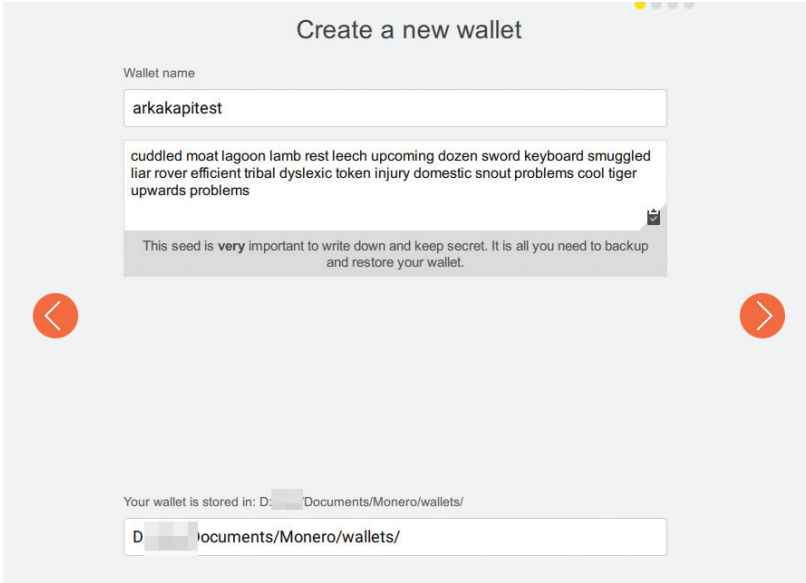 Create a new wallet
Wallet name
arkakapitest
cuddled moat lagoon lamb rest leech upcoming dozen sword keyboard smuggled
liar rover efficient tribal dyslexic token injury domestic snout problems cool tiger
upwards problems
This seed is very important to write down and keep secret. It is all you need to backup
and restore your wallet.
Your wallet is stored in: D: /Documents/Monero/wallets/
D ocuments/Monero/wallets/